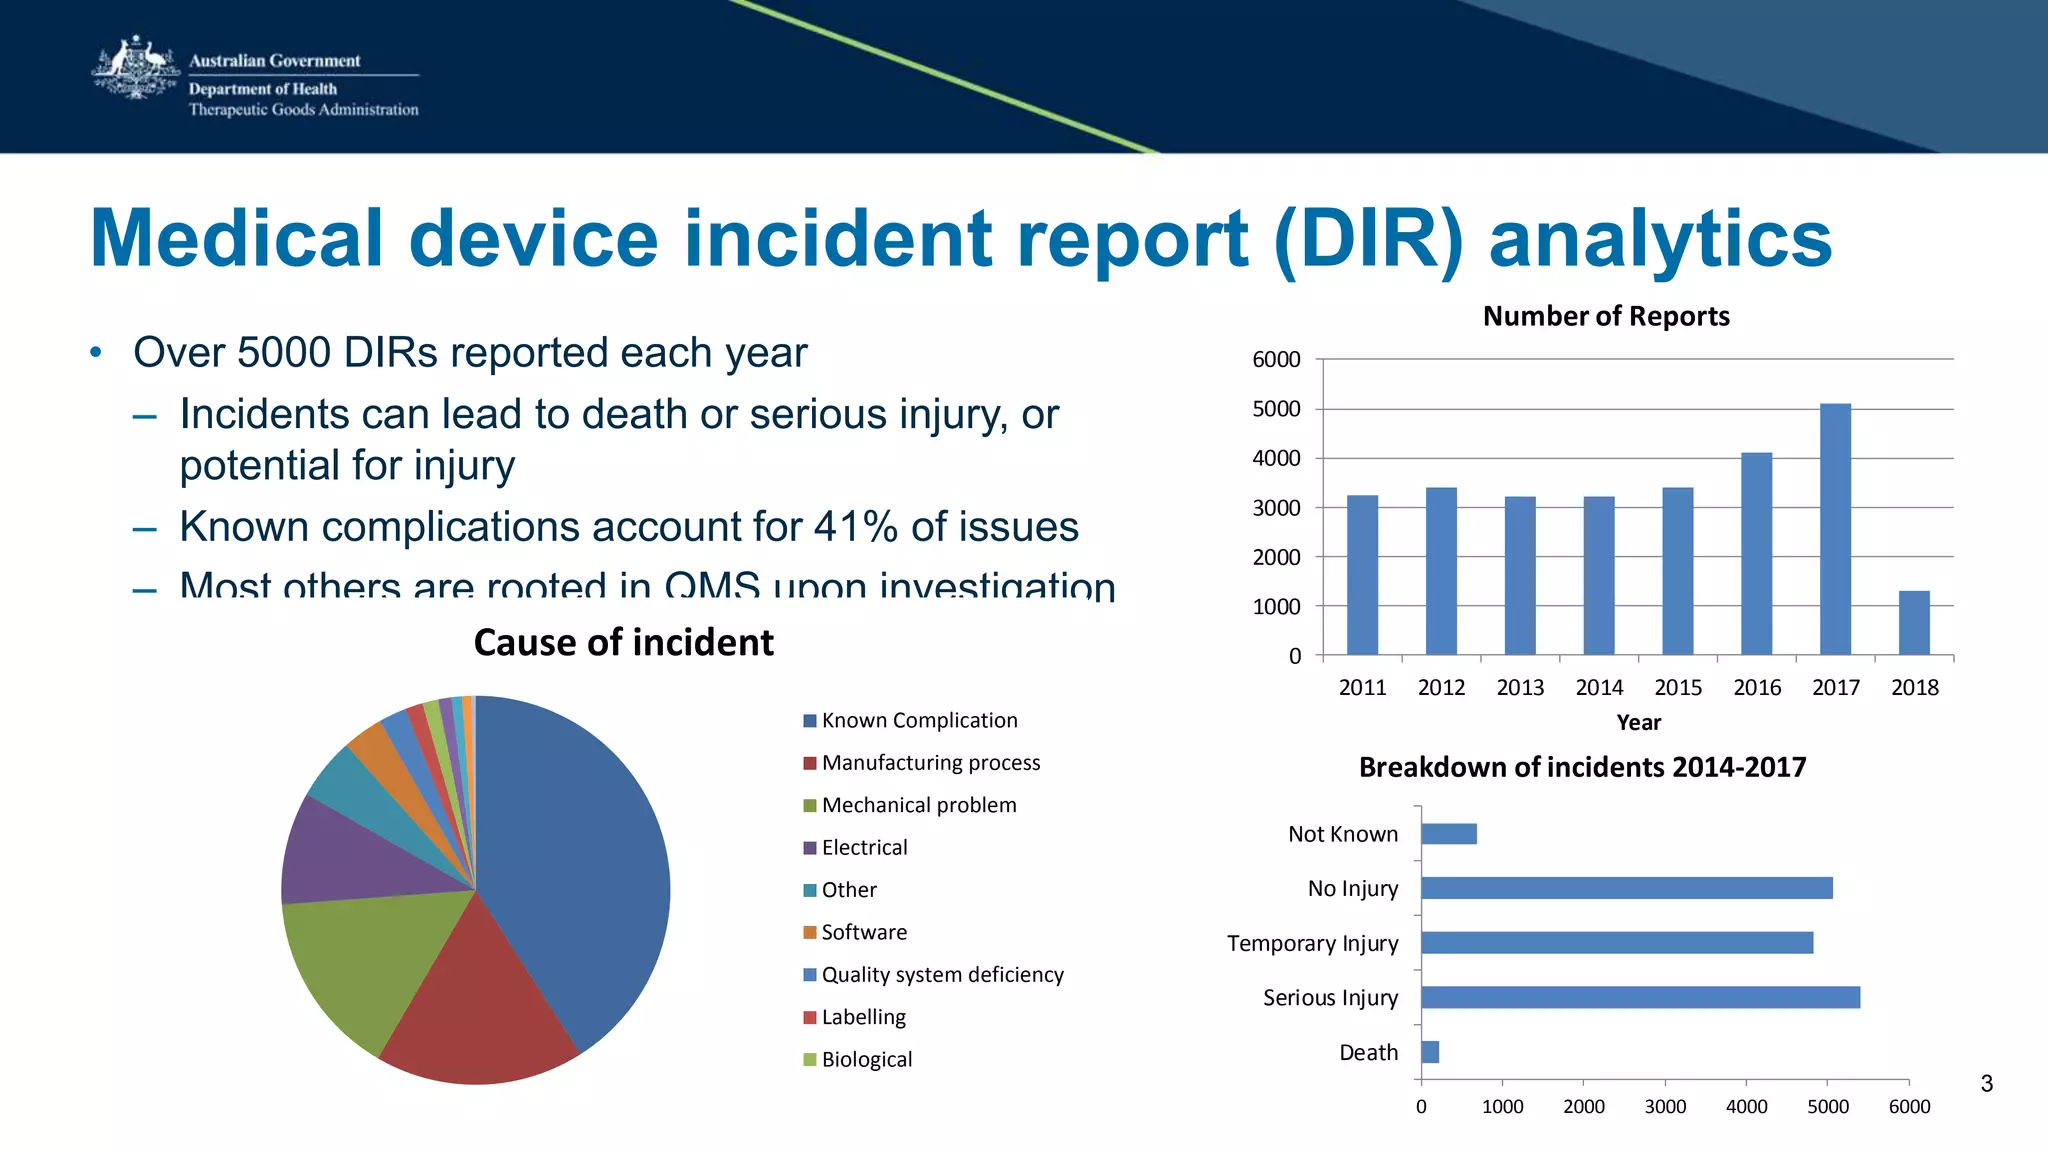 Australian Government
Department of Health
Therapeutic Goods Administration
Medical device incident report (DIR) analytics
• Over 5000 DIRs reported each year
– Incidents can lead to death or serious injury, or
potential for injury
– Known complications account for 41% of issues
– Most others are rooted in QMS upon investigation
Cause of incident
Known Complication
Manufacturing process
Mechanical problem
Electrical
Other
Software
Quality system deficiency
Labelling
Biological
Number of Reports
6000
5000
4000
3000
2000
1000
0
2011 2012 2013 2014 2015 2016 2017 2018
Year
Breakdown of incidents 2014-2017
Not Known
No Injury
Temporary Injury
Serious Injury
Death
0 1000 2000 3000 4000 5000 6000
3